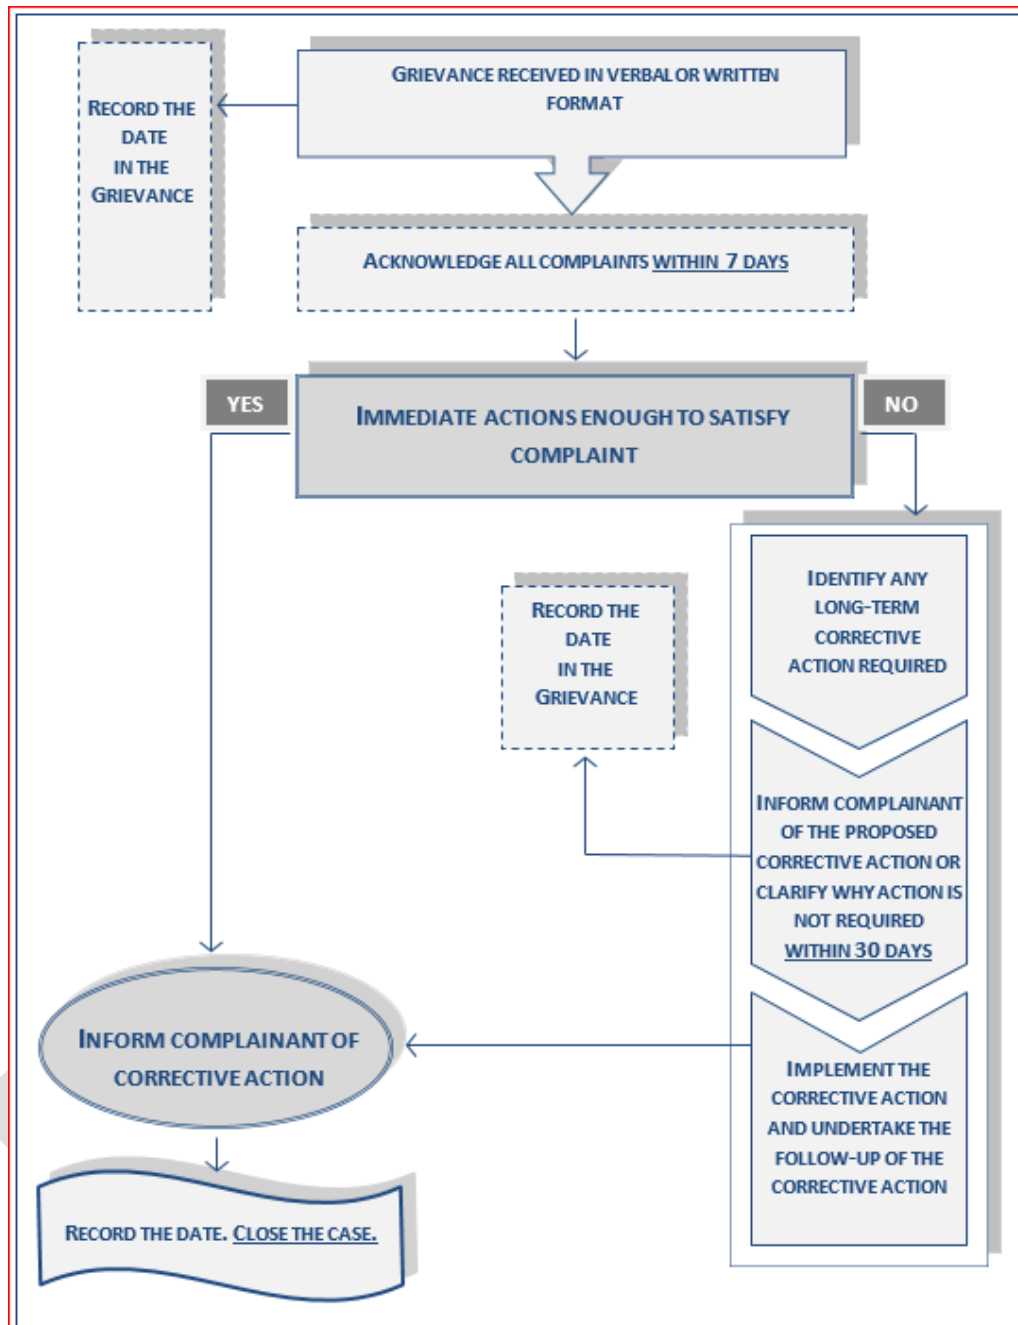 GRIEVANCE RECEIVED IN VERBAL OR WRITTEN
FORMAT
RECORD THE
DATE
IN THE
GRIEVANCE
ACKNOWLEDGE ALL COMPLAINTS WITHIN 7 DAYS
YES
IMMEDIATE ACTIONS ENOUGH TO SATISFY
COMPLAINT
NO
IDENTIFY ANY
LONG-TERM
CORRECTIVE
ACTION REQUIRED
RECORD THE
DATE
IN THE
GRIEVANCE
INFORM COMPLAINANT
OF THE PROPOSED
CORRECTIVE ACTION OR
CLARIFY WHY ACTION IS
NOT REQUIRED
WITHIN 30 DAYS
IMPLEMENT THE
CORRECTIVE ACTION
AND UNDERTAKE THE
FOLLOW-UP OF THE
CORRECTIVE ACTION
INFORM COMPLAINANT OF
CORRECTIVE ACTION
RECORD THE DATE. CLOSE THE CASE.